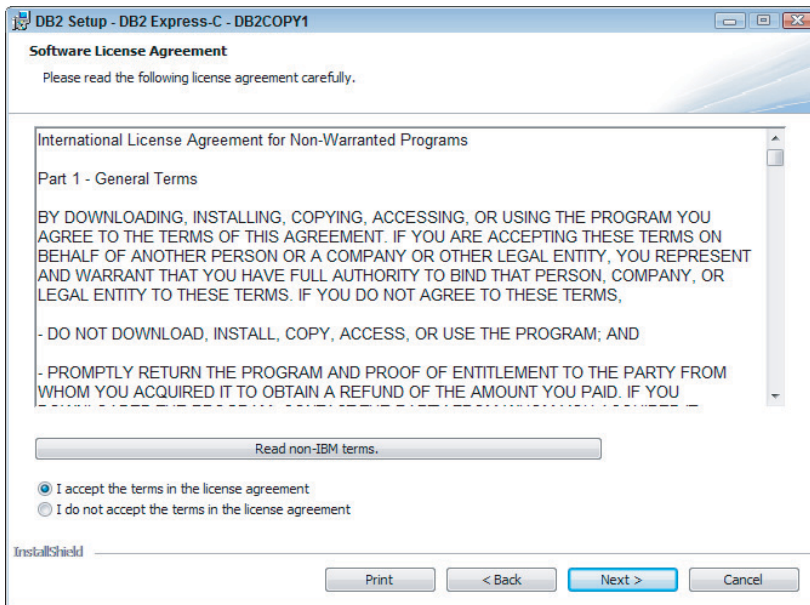 DB2 Setup - DB2 Express-C - DB2COPY1
Software License Agreement
Please read the following license agreement carefully.
International License Agreement for Non-Warranted Programs
Part 1 - General Terms
BY DOWNLOADING, INSTALLING, COPYING, ACCESSING, OR USING THE PROGRAM YOU
AGREE TO THE TERMS OF THIS AGREEMENT. IF YOU ARE ACCEPTING THESE TERMS ON
BEHALF OF ANOTHER PERSON OR A COMPANY OR OTHER LEGAL ENTITY, YOU REPRESENT
AND WARRANT THAT YOU HAVE FULL AUTHORITY TO BIND THAT PERSON, COMPANY, OR
LEGAL ENTITY TO THESE TERMS. IF YOU DO NOT AGREE TO THESE TERMS,
- DO NOT DOWNLOAD, INSTALL, COPY, ACCESS, OR USE THE PROGRAM; AND
- PROMPTLY RETURN THE PROGRAM AND PROOF OF ENTITLEMENT TO THE PARTY FROM
WHOM YOU ACQUIRED IT TO OBTAIN A REFUND OF THE AMOUNT YOU PAID. IF YOU
Read non-IBM terms.
I accept the terms in the license agreement
I do not accept the terms in the license agreement
InstallShield
Print
< Back
Next >
Cancel